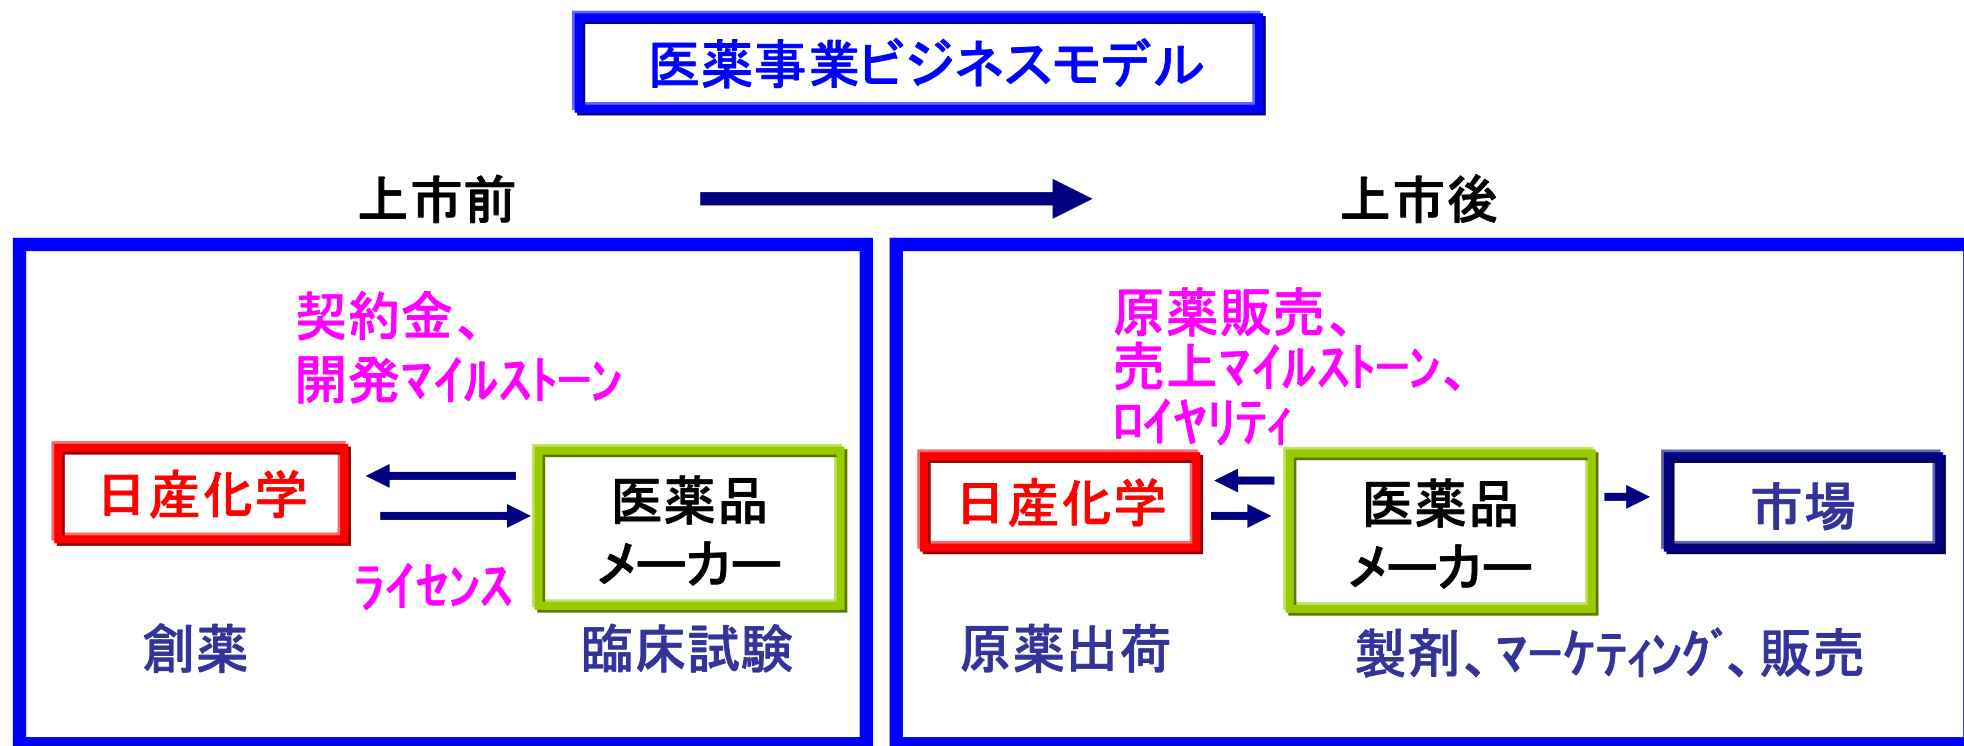 医薬事業ビジネスモデル
上市前
上市後
契約金、
開発ﾏｲﾙｽﾄｰﾝ
日産化学
医薬品
メーカー
ﾗｲｾﾝｽ
創薬
臨床試験
原薬販売、
売上ﾏｲﾙｽﾄｰﾝ、
ﾛｲﾔﾘﾃｨ
日産化学
医薬品
メーカー
市場
原薬出荷
製剤、ﾏｰｹﾃｨﾝｸﾞ、販売